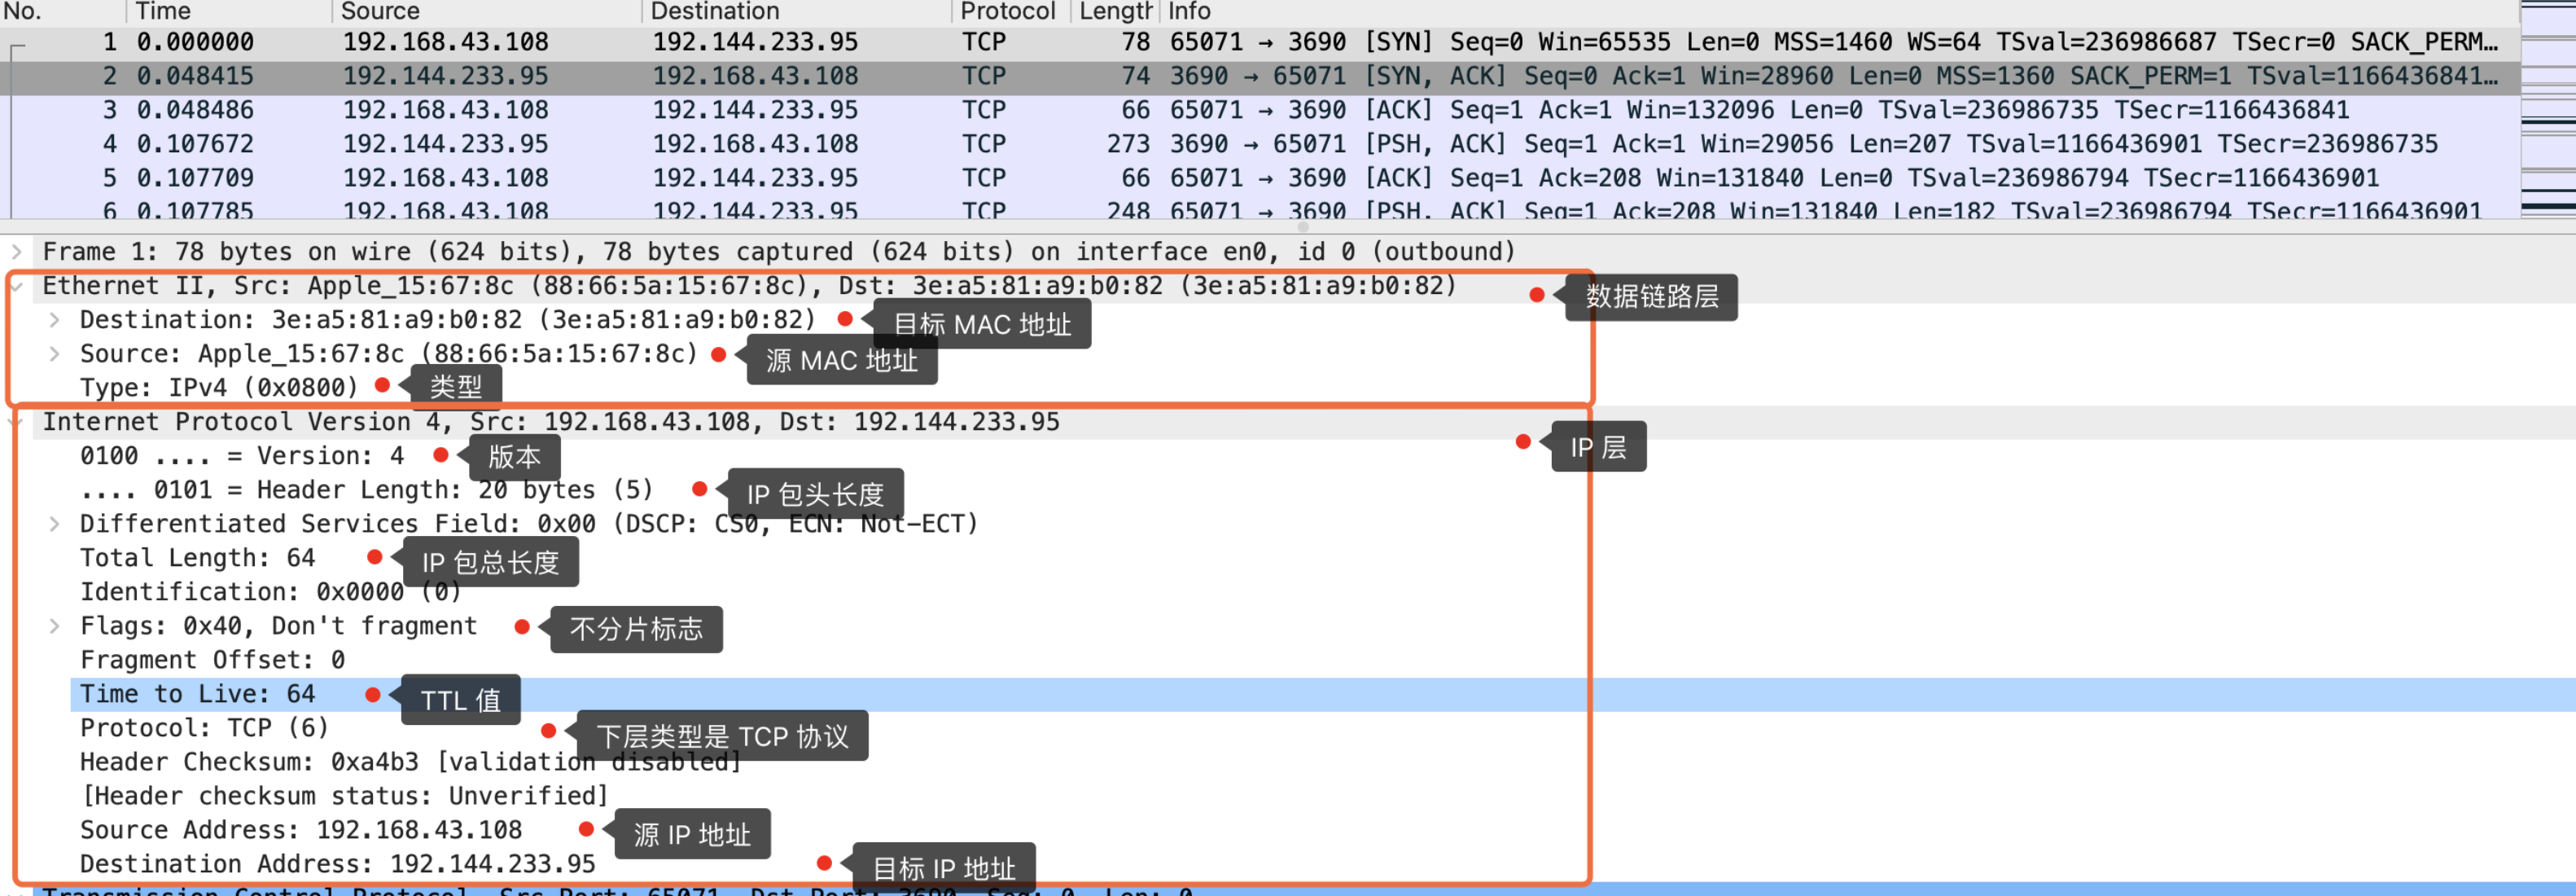 No. Time Source Destination Protocol Length Info
1 0.000000 192.168.43.108 192.144.233.95 TCP 78 65071 → 3690 [SYN] Seq=0 Win=65535 Len=0 MSS=1460 WS=64 TSval=236986687 TSecr=0 SACK_PERM…
2 0.048415 192.144.233.95 192.168.43.108 TCP 74 3690 → 65071 [SYN, ACK] Seq=0 Ack=1 Win=28960 Len=0 MSS=1360 SACK_PERM=1 TSval=1166436841…
3 0.048486 192.168.43.108 192.144.233.95 TCP 66 65071 → 3690 [ACK] Seq=1 Ack=1 Win=132096 Len=0 TSval=236986735 TSecr=1166436841
4 0.107672 192.144.233.95 192.168.43.108 TCP 273 3690 → 65071 [PSH, ACK] Seq=1 Ack=1 Win=29056 Len=207 TSval=1166436901 TSecr=236986735
5 0.107709 192.168.43.108 192.144.233.95 TCP 66 65071 → 3690 [ACK] Seq=1 Ack=208 Win=131840 Len=0 TSval=236986794 TSecr=1166436901
6 0.107785 192.168.43.108 192.144.233.95 TCP 248 65071 → 3690 [PSH, ACK] Seq=1 Ack=208 Win=131840 Len=182 TSval=236986794 TSecr=1166436901
Frame 1: 78 bytes on wire (624 bits), 78 bytes captured (624 bits) on interface en0, id 0 (outbound)
Ethernet II, Src: Apple_15:67:8c (88:66:5a:15:67:8c), Dst: 3e:a5:81:a9:b0:82 (3e:a5:81:a9:b0:82) 数据链路层
Destination: 3e:a5:81:a9:b0:82 (3e:a5:81:a9:b0:82) 目标 MAC 地址
Source: Apple_15:67:8c (88:66:5a:15:67:8c) 源 MAC 地址
Type: IPv4 (0x0800) 类型
Internet Protocol Version 4, Src: 192.168.43.108, Dst: 192.144.233.95 IP 层
0100 .... = Version: 4 版本
.... 0101 = Header Length: 20 bytes (5) IP 包头长度
Differentiated Services Field: 0x00 (DSCP: CS0, ECN: Not-ECT)
Total Length: 64 IP 包总长度
Identification: 0x0000 (0)
Flags: 0x40, Don't fragment 不分片标志
Fragment Offset: 0
Time to Live: 64 TTL 值
Protocol: TCP (6) 下层类型是 TCP 协议
Header Checksum: 0xa4b3 [validation disabled]
[Header checksum status: Unverified]
Source Address: 192.168.43.108 源 IP 地址
Destination Address: 192.144.233.95 目标 IP 地址
Transmission Control Protocol, Src Port: 65071, Dst Port: 3690, Seq: 0, Len: 0